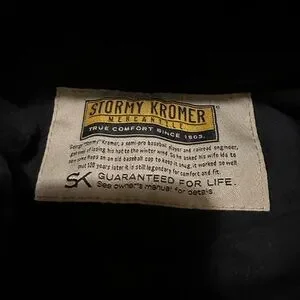 STORMY KROMER
MERCANTILE
TRUE COMFORT SINCE 1903.
George "Stormy" Kromer, a semi-pro baseball player and railroad engineer,
got tired of losing his hat to the winter wind. So he asked his wife Ida to
sew some flaps on an old baseball cap to keep it snug. It worked so well
that 100 years later it is still legendary for comfort and fit.
SK GUARANTEED FOR LIFE.
See owner's manual for details.